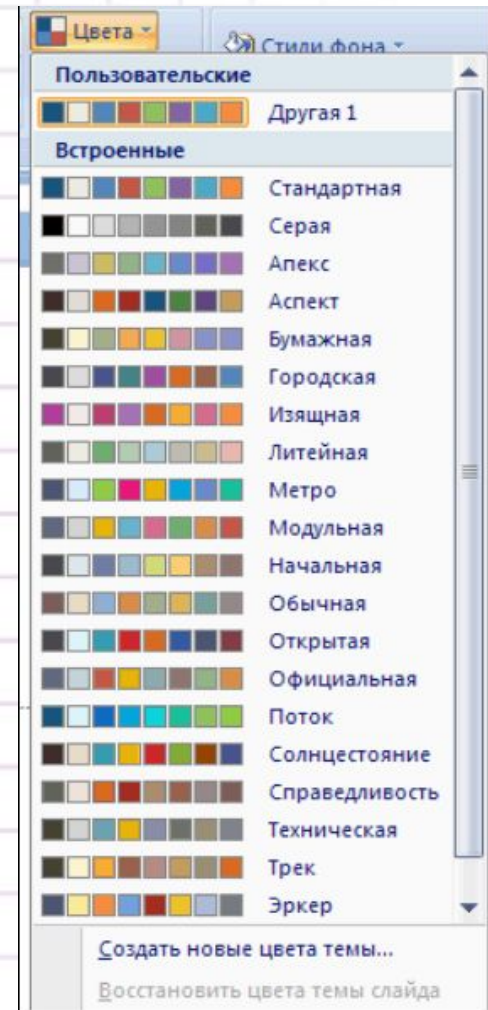 Цвета
Стили фона
Пользовательские
Другая 1
Встроенные
Стандартная
Серая
Апекс
Аспект
Бумажная
Городская
Изящная
Литейная
Метро
Модульная
Начальная
Обычная
Открытая
Официальная
Поток
Солнцестояние
Справедливость
Техническая
Трек
Эркер
Создать новые цвета темы...
Восстановить цвета темы слайда